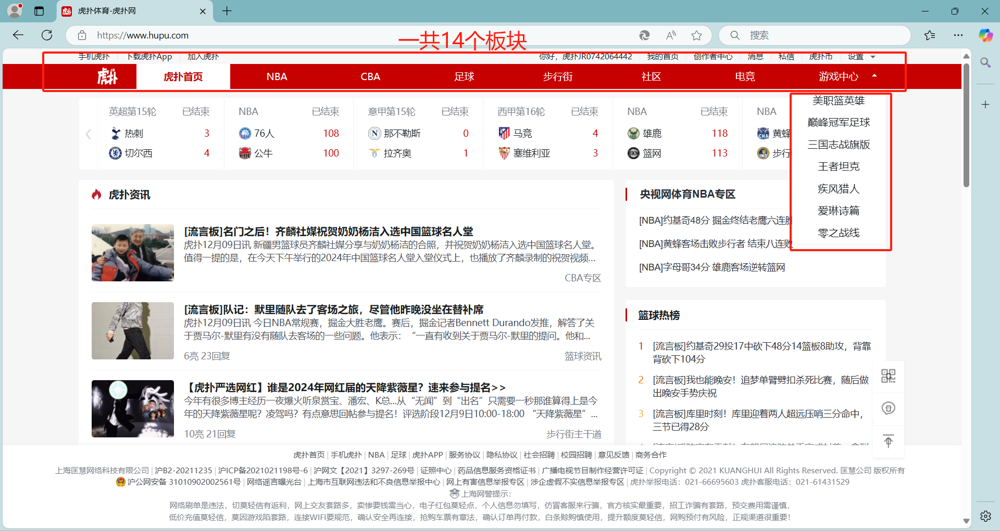 虎扑体育-虎扑网
https://www.hupu.com
搜索
一共14个板块
手机虎扑 下载虎扑App 加入虎扑 你好，虎扑JR0742064442 我的首页 创作者中心 消息 私信 虎扑币 设置
虎扑 虎扑首页 NBA CBA 足球 步行街 社区 电竞 游戏中心
美职篮英雄
巅峰冠军足球
三国志战旗版
王者坦克
疾风猎人
爱琳诗篇
零之战线
英超第15轮 已结束
热刺 3
切尔西 4
NBA 已结束
76人 108
公牛 100
意甲第15轮 已结束
那不勒斯 0
拉齐奥 1
西甲第16轮 已结束
马竞 4
塞维利亚 3
NBA 已结束
雄鹿 118
篮网 113
NBA
黄蜂
步行
虎扑资讯
[流言板]名门之后！齐麟社媒祝贺奶奶杨洁入选中国篮球名人堂
虎扑12月09日讯 新疆男篮球员齐麟社媒分享与奶奶杨洁的合照，并祝贺奶奶杨洁入选中国篮球名人堂。
值得一提的是，在今天下午举行的2024年中国篮球名人堂入堂仪式上，也播放了齐麟录制的祝贺视频...
CBA专区
[流言板]队记：默里随队去了客场之旅，尽管他昨晚没坐在替补席
虎扑12月09日讯 今日NBA常规赛，掘金大胜老鹰。赛后，掘金记者Bennett Durando发推，解答了关
于贾马尔-默里有没有随队去客场的一些问题。他表示：“一直有收到关于贾马尔-默里的提问。他和...
6亮 23回复 篮球资讯
【虎扑严选网红】谁是2024年网红届的天降紫薇星？速来参与提名>>
今年有很多博主经历一夜爆火听泉赏宝、潘宏、K总...从“无闻”到“出名”只需要一秒那谁算得上是今
年的天降紫薇星呢？凌驾吗？有点意思回帖参与提名！评选阶段12月9日10:00-18:00 “天降紫薇星”...
10亮 21回复 步行街主干道
央视网体育NBA专区
[NBA]约基奇48分 掘金终结老鹰六连胜
[NBA]黄蜂客场击败步行者 结束八连败
[NBA]字母哥34分 雄鹿客场逆转篮网
篮球热榜
1 [流言板]约基奇29投17中砍下48分14篮板8助攻，背靠
背砍下104分
2 [流言板]我也能晚安！追梦单臂劈扣杀死比赛，随后做
出晚安手势庆祝
3 [流言板]库里时刻！库里迎着两人超远压哨三分命中，
三节已得28分
虎扑首页 | 手机虎扑 | NBA | 足球 | 虎扑APP | 服务协议 | 隐私协议 | 社会招聘 | 校园招聘 | 意见反馈 | 商务合作
上海匡慧网络科技有限公司 | 沪B2-20211235 | 沪ICP备2021021198号-6 | 沪网文【2021】3297-269号 | 证照中心 | 药品信息服务资格证书 | 广播电视节目制作经营许可证 | Copyright © 2021 KUANGHUI All Rights Reserved. 匡慧公司 版权所有
沪公网安备 31010902002561号 | 网络谣言曝光台 | 上海市互联网违法和不良信息举报中心 | 网上有害信息举报专区 | 涉企虚假不实信息举报专区 | 虎扑举报电话：021-66695603 虎扑客服电话：021-61431529
上海网警提示：
网络刷单是违法，切莫轻信有返利，网上交友套路多，卖惨要钱需当心，电子红包莫轻点，个人信息勿填写，仿冒客服来行骗，官方核实最重要，招工诈骗有套路，预交费用需谨慎，
低价充值莫轻信，莫因游戏陷套路，连接WIFI要规范，确认安全再连接，抢购车票有章法，确认订单再付款，白条赊购慎使用，提升额度莫轻信，网购预付有风险，正规渠道很重要！